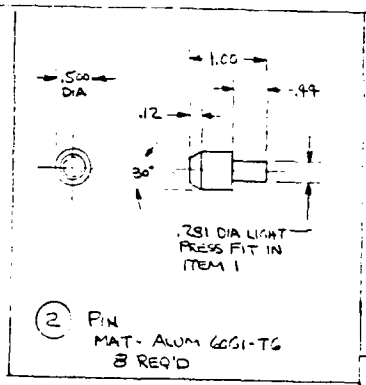 1.00
.500
DIA
.44
.12
30°
.281 DIA LIGHT
PRESS FIT IN
ITEM 1
2 PIN
MAT- ALUM 6061-T6
8 REQ'D